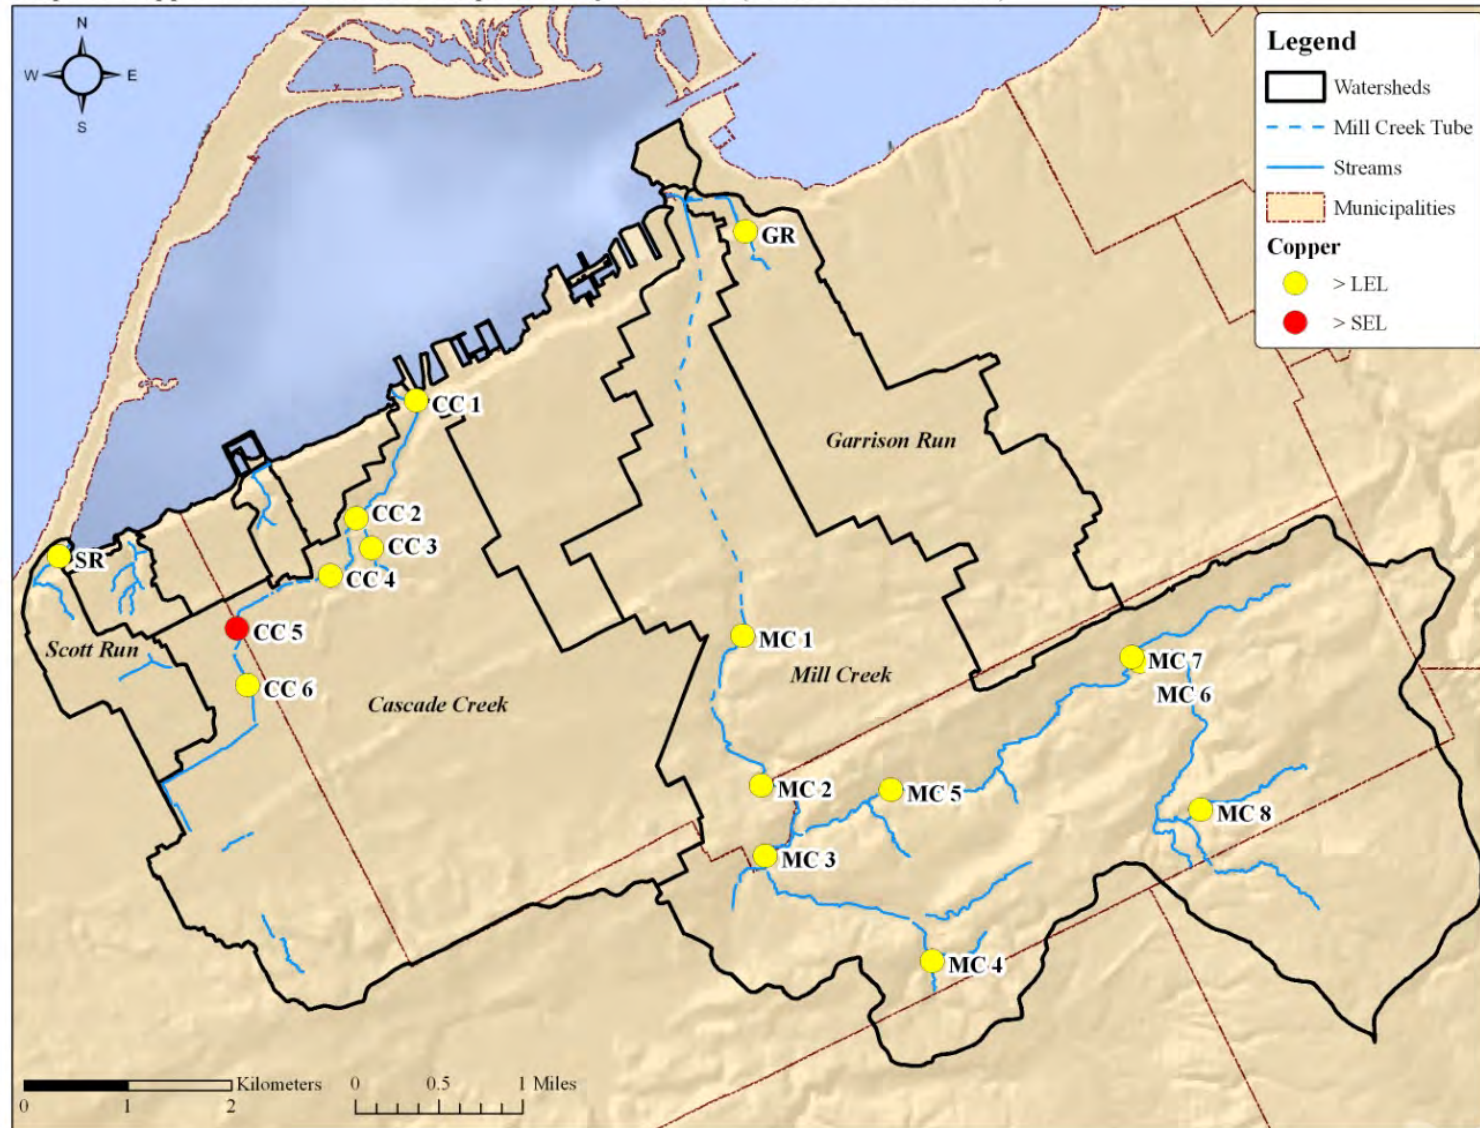 N
W E
S
Legend
Watersheds
Mill Creek Tube
Streams
Municipalities
Copper
> LEL
> SEL
GR
CC 1
Garrison Run
CC 2
CC 3
SR
CC 4
CC 5
MC 1
Scott Run
MC 7
CC 6
Mill Creek
MC 6
Cascade Creek
MC 2
MC 5
MC 8
MC 3
MC 4
Kilometers
0 0.5 1 Miles
0 1 2